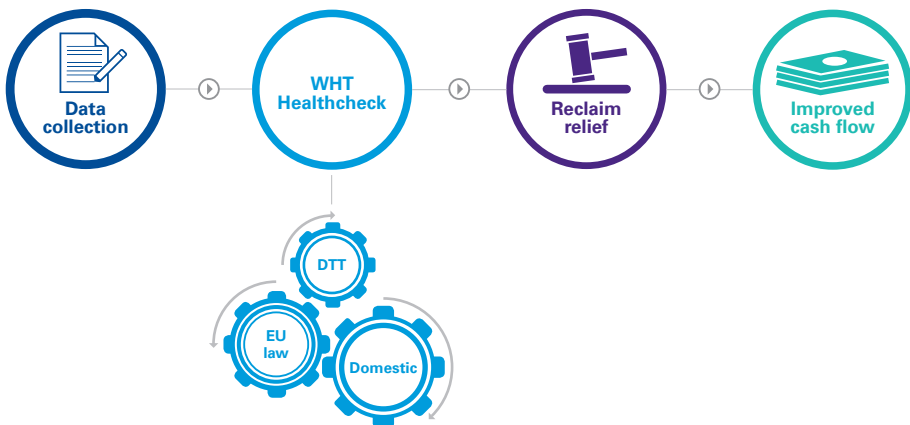 Data
collection
WHT
Healthcheck
Reclaim
relief
Improved
cash flow
DTT
EU
law
Domestic